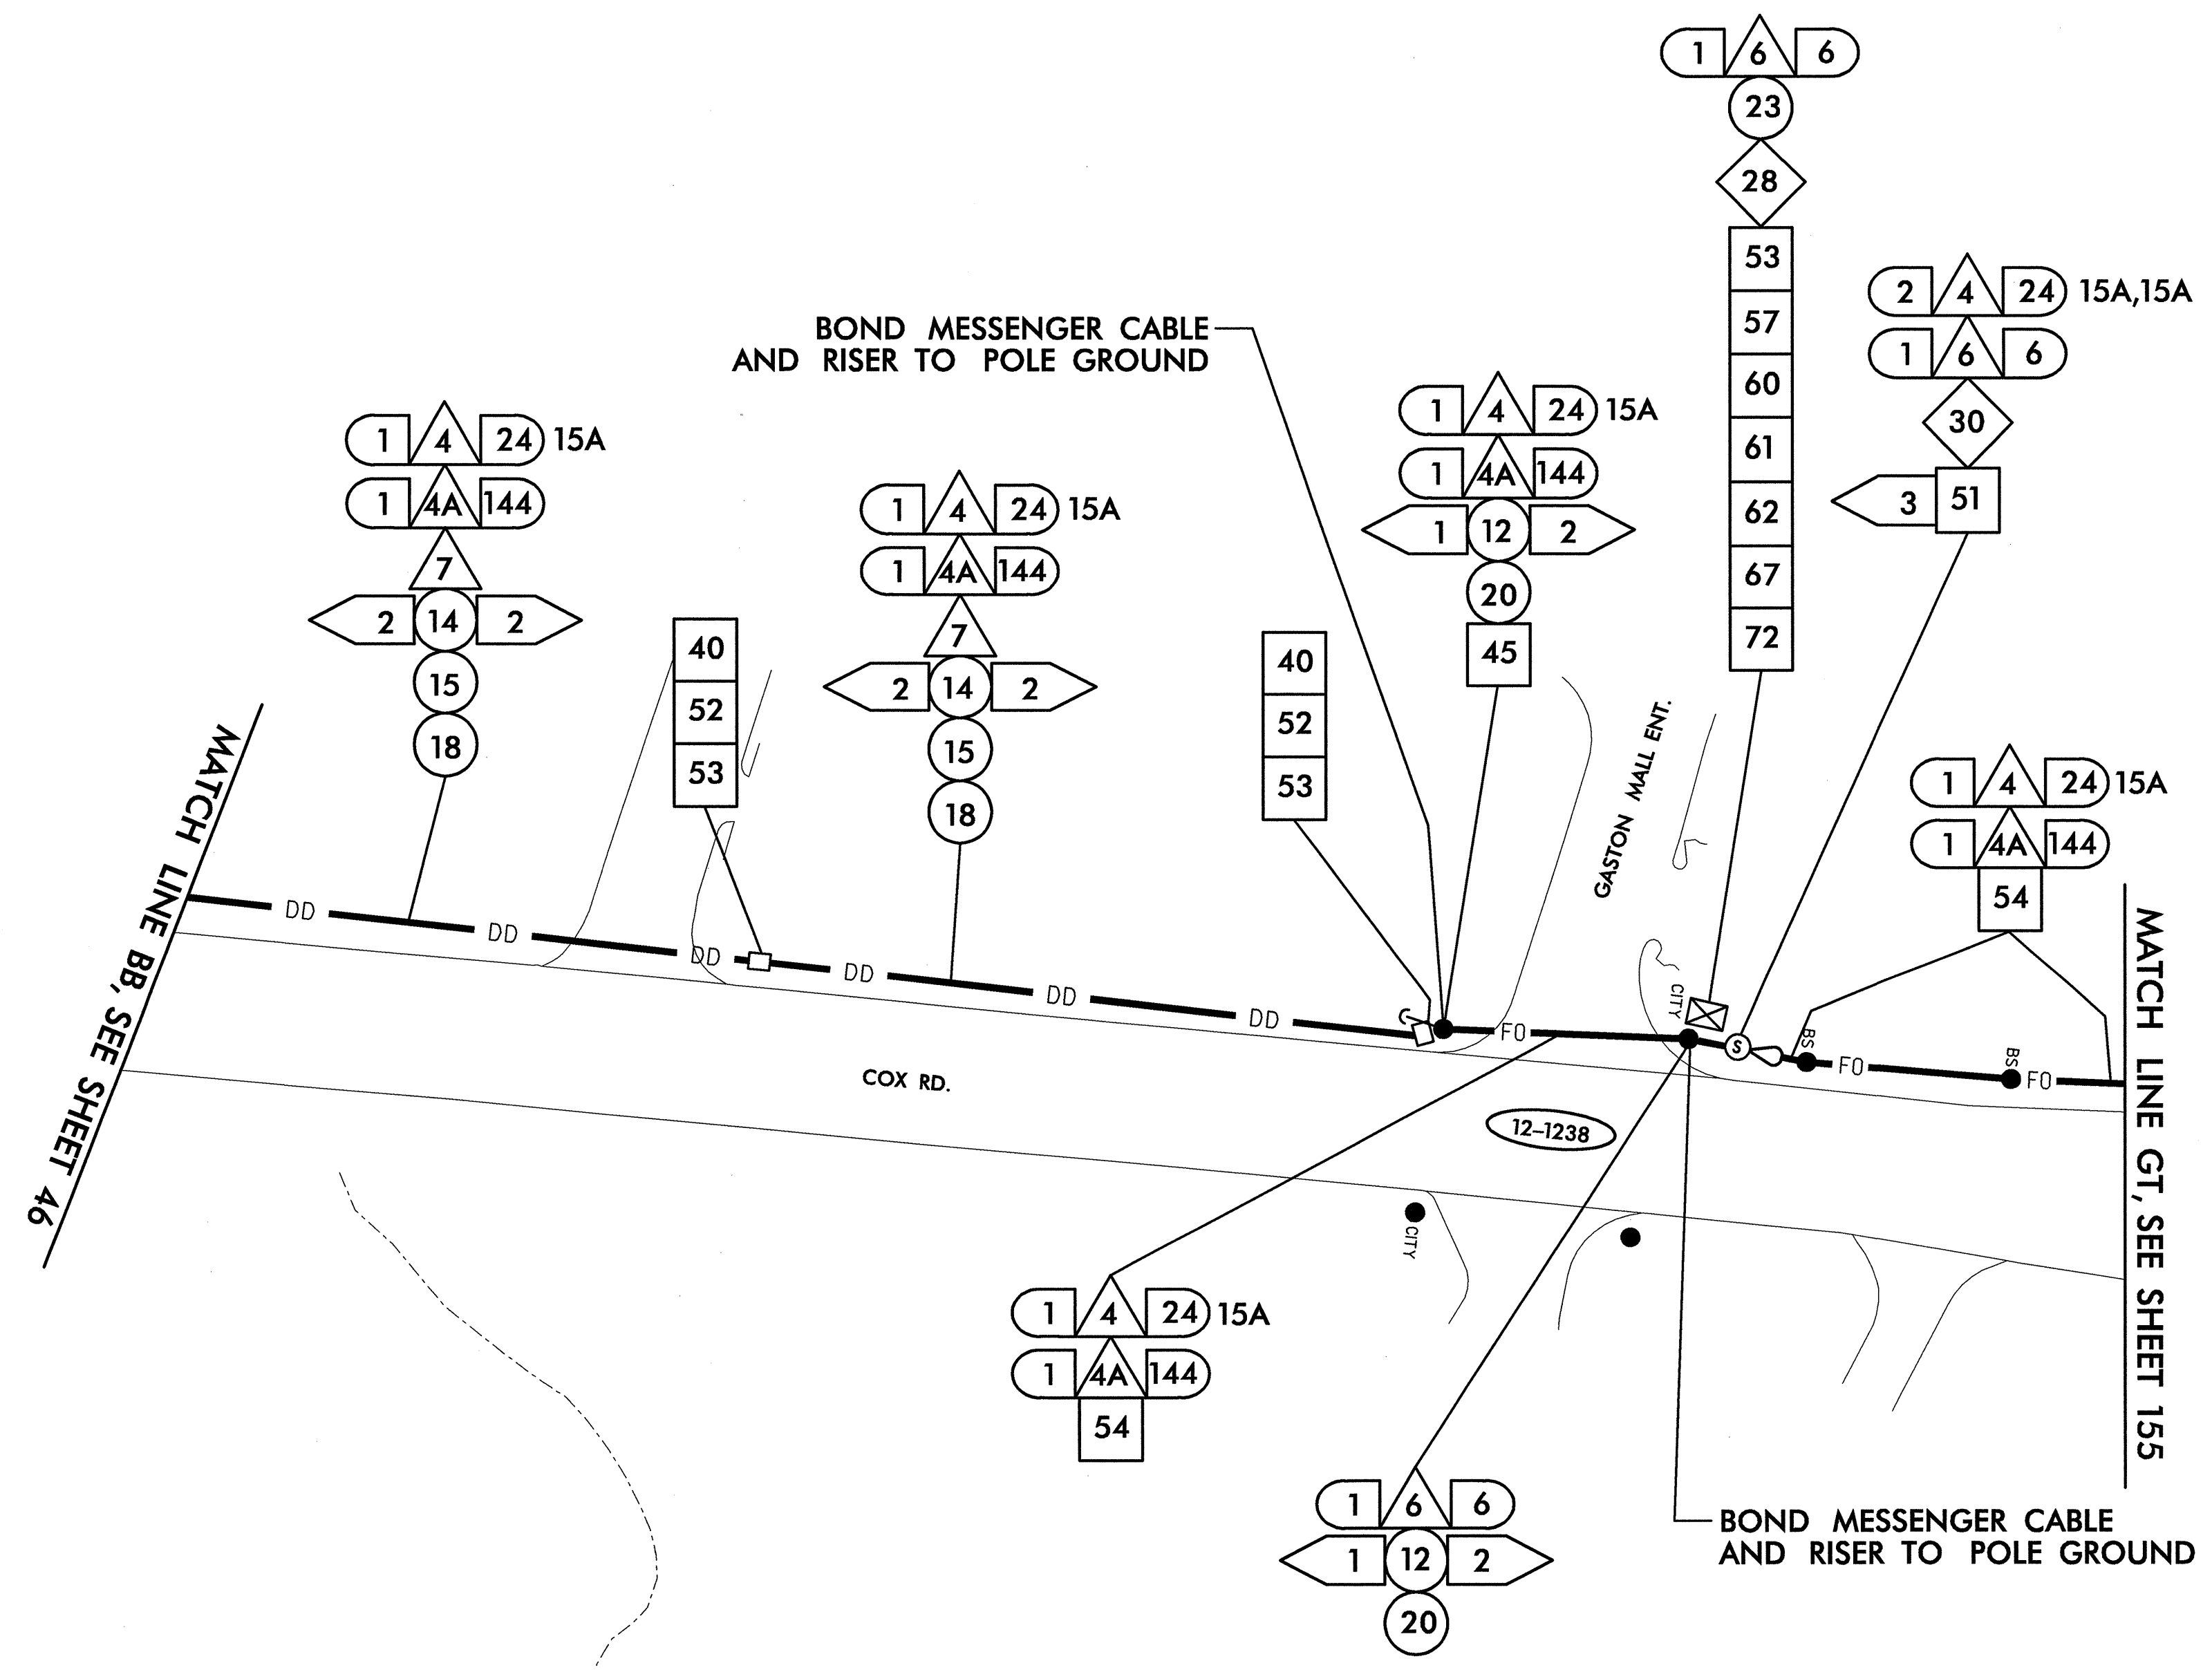 1 6 6
23
28
53
57
60
61
62
67
72
2 4 24 15A,15A
1 6 6
30
3 51
BOND MESSENGER CABLE
AND RISER TO POLE GROUND
1 4 24 15A
1 4A 144
1 12 2
20
45
1 4 24 15A
1 4A 144
7
2 14 2
15
18
1 4 24 15A
1 4A 144
7
2 14 2
15
18
40
52
53
40
52
53
GASTON MALL ENT.
1 4 24 15A
1 4A 144
54
MATCH LINE BB, SEE SHEET 46
DD
DD
DD
DD
DD
DD
FO
CITY
S
BS
FO
BS
FO
MATCH LINE GT, SEE SHEET 155
COX RD.
12-1238
CITY
1 4 24 15A
1 4A 144
54
1 6 6
1 12 2
20
BOND MESSENGER CABLE
AND RISER TO POLE GROUND